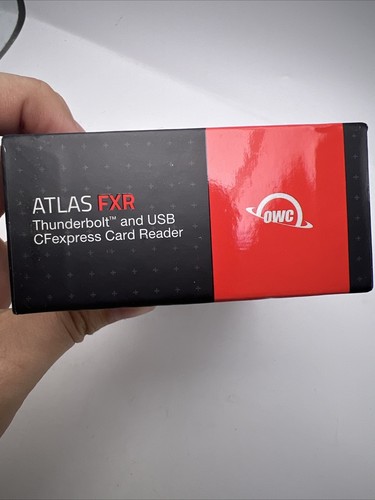 ATLAS FXR
Thunderbolt™ and USB
CFexpress Card Reader
OWC